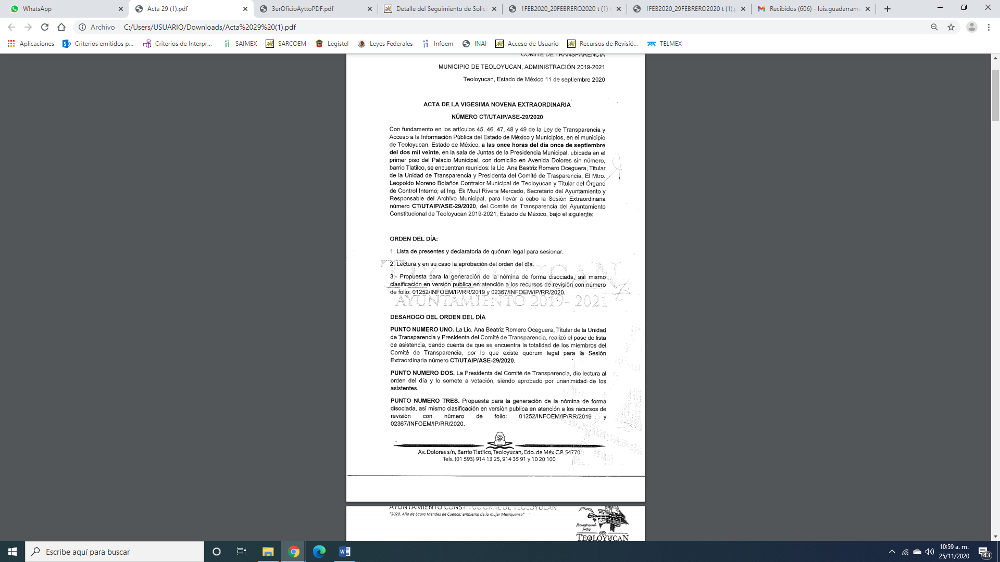 WhatsApp
Acta 29 (1).pdf
3erOficioAyttoPDF.pdf
Detalle del Seguimiento de Solici
1FEB2020_29FEBRERO2020 t (1) t
1FEB2020_29FEBRERO2020 t (1).p
Recibidos (606) - luis.guadarrama
Archivo
C:/Users/USUARIO/Downloads/Acta%2029%20(1).pdf
Aplicaciones
Criterios emitidos p...
Criterios de Interpr...
SAIMEX
SARCOEM
Legistel
Leyes Federales
Infoem
INAI
Acceso de Usuario
Recursos de Revisió...
TELMEX
COMITÉ DE TRANSPARENCIA
MUNICIPIO DE TEOLOYUCAN, ADMINISTRACIÓN 2019-2021
Teoloyucan, Estado de México 11 de septiembre 2020
ACTA DE LA VIGESIMA NOVENA EXTRAORDINARIA
NÚMERO CT/UTAIP/ASE-29/2020
Con fundamento en los artículos 45, 46, 47, 48 y 49 de la Ley de Transparencia y
Acceso a la Información Pública del Estado de México y Municipios, en el municipio
de Teoloyucan, Estado de México, a las once horas del día once de septiembre
del dos mil veinte, en la sala de Juntas de la Presidencia Municipal, ubicada en el
primer piso del Palacio Municipal, con domicilio en Avenida Dolores sin número,
barrio Tlatilco, se encuentran reunidos: la Lic. Ana Beatriz Romero Oceguera, Titular
de la Unidad de Transparencia y Presidenta del Comité de Trasparencia; El Mtro.
Leopoldo Moreno Bolaños Contralor Municipal de Teoloyucan y Titular del Órgano
de Control Interno; el Ing. Ek Muul Rivera Mercado, Secretario del Ayuntamiento y
Responsable del Archivo Municipal, para llevar a cabo la Sesión Extraordinaria
número CT/UTAIP/ASE-29/2020, del Comité de Transparencia del Ayuntamiento
Constitucional de Teoloyucan 2019-2021, Estado de México, bajo el siguiente:
ORDEN DEL DÍA:
1. Lista de presentes y declaratoria de quórum legal para sesionar.
2. Lectura y en su caso la aprobación del orden del día.
3.- Propuesta para la generación de la nómina de forma disociada, así mismo
clasificación en versión publica en atención a los recursos de revisión con número
de folio: 01252/INFOEM/IP/RR/2019 y 02367/INFOEM/IP/RR/2020.
TEOLOYUCAN
AYUNTAMIENTO 2019- 2021
DESAHOGO DEL ORDEN DEL DÍA
PUNTO NUMERO UNO. La Lic. Ana Beatriz Romero Oceguera, Titular de la Unidad
de Transparencia y Presidenta del Comité de Transparencia, realizó el pase de lista
de asistencia, dando cuenta de que se encuentra la totalidad de los miembros del
Comité de Transparencia, por lo que existe quórum legal para la Sesión
Extraordinaria número CT/UTAIP/ASE-29/2020.
PUNTO NUMERO DOS. La Presidenta del Comité de Transparencia, dio lectura al
orden del día y lo somete a votación, siendo aprobado por unanimidad de los
asistentes.
PUNTO NUMERO TRES. Propuesta para la generación de la nómina de forma
disociada, así mismo clasificación en versión publica en atención a los recursos de
revisión con número de folio: 01252/INFOEM/IP/RR/2019 y
02367/INFOEM/IP/RR/2020.
Av. Dolores s/n, Barrio Tlatilco, Teoloyucan, Edo. de Méx C.P. 54770
Tels. (01 593) 914 13 25, 914 35 91 y 10 20 100
AYUNTAMIENTO CONSTITUCIONAL DE TEOLOYUCAN
"2020. Año de Laura Méndez de Cuenca; emblema de la mujer Mexiquense"
Reconstruyendo
juntos
TEOLOYUCAN
Escribe aquí para buscar
10:59 a. m.
25/11/2020
43